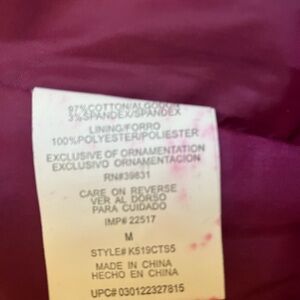 97% COTTON/ALGODON
3% SPANDEX/SPANDEX
LINING/FORRO
100% POLYESTER/POLIESTER
EXCLUSIVE OF ORNAMENTATION
EXCLUSIVO ORNAMENTACION
RN#39831
CARE ON REVERSE
VER AL DORSO
PARA CUIDADO
IMP# 22517
M
STYLE# K519CTS5
MADE IN CHINA
HECHO EN CHINA
UPC# 030122327815